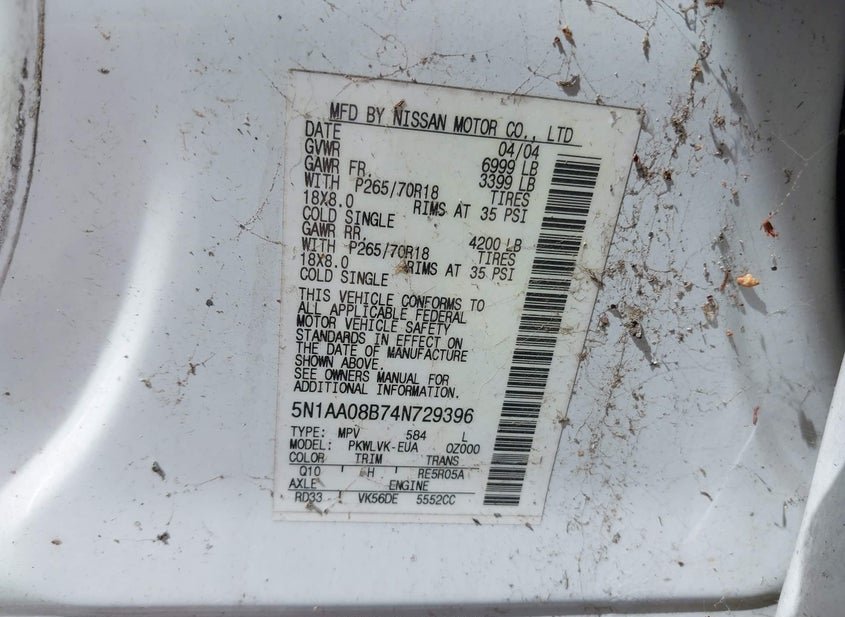 MFD BY NISSAN MOTOR CO., LTD
DATE 04/04
GVWR 6999 LB
GAWR FR. 3399 LB
WITH P265/70R18 TIRES
18X8.0 RIMS AT 35 PSI
COLD SINGLE
GAWR RR. 4200 LB
WITH P265/70R18 TIRES
18X8.0 RIMS AT 35 PSI
COLD SINGLE
THIS VEHICLE CONFORMS TO
ALL APPLICABLE FEDERAL
MOTOR VEHICLE SAFETY
STANDARDS IN EFFECT ON
THE DATE OF MANUFACTURE
SHOWN ABOVE.
SEE OWNERS MANUAL FOR
ADDITIONAL INFORMATION.
5N1AA08B74N729396
TYPE: MPV 584 L
MODEL: PKWLVK-EUA 0Z000
COLOR TRIM TRANS
Q10 H RE5R05A
AXLE ENGINE
RD33 VK56DE 5552CC